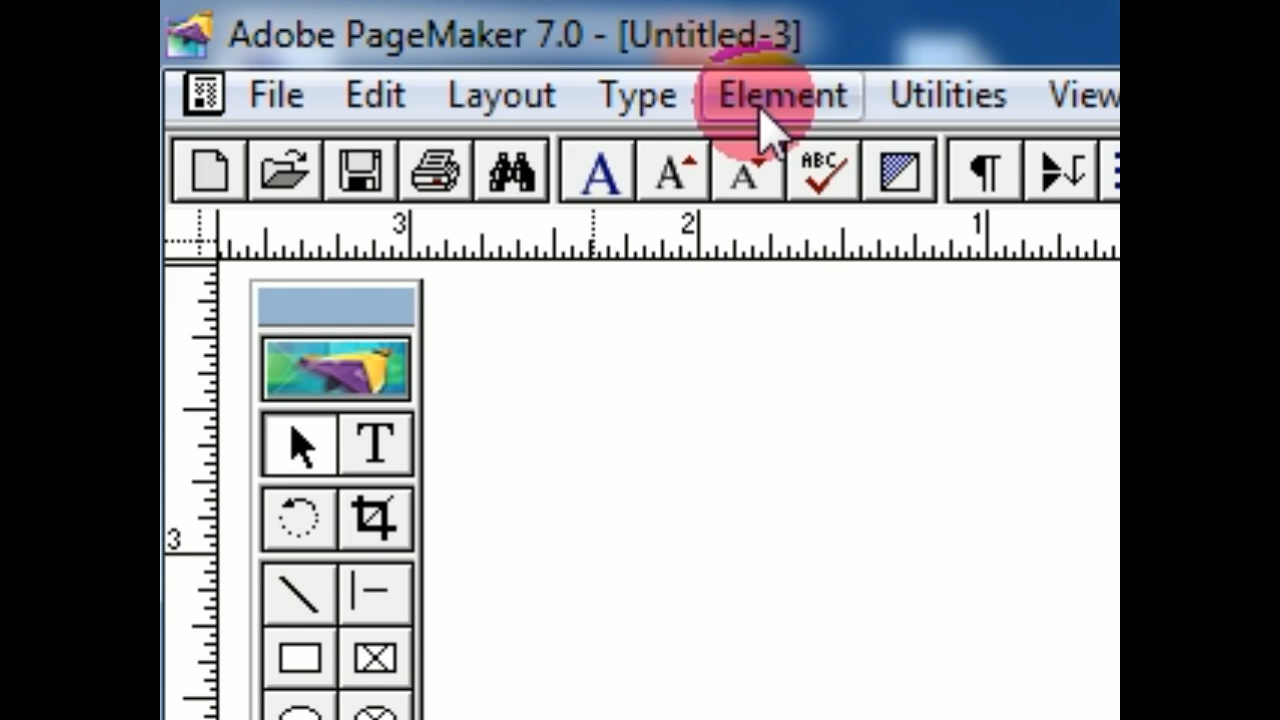 Adobe PageMaker 7.0 - [Untitled-3]
File Edit Layout Type Element Utilities View
A A A ABC ¶
3 2 1
T
3